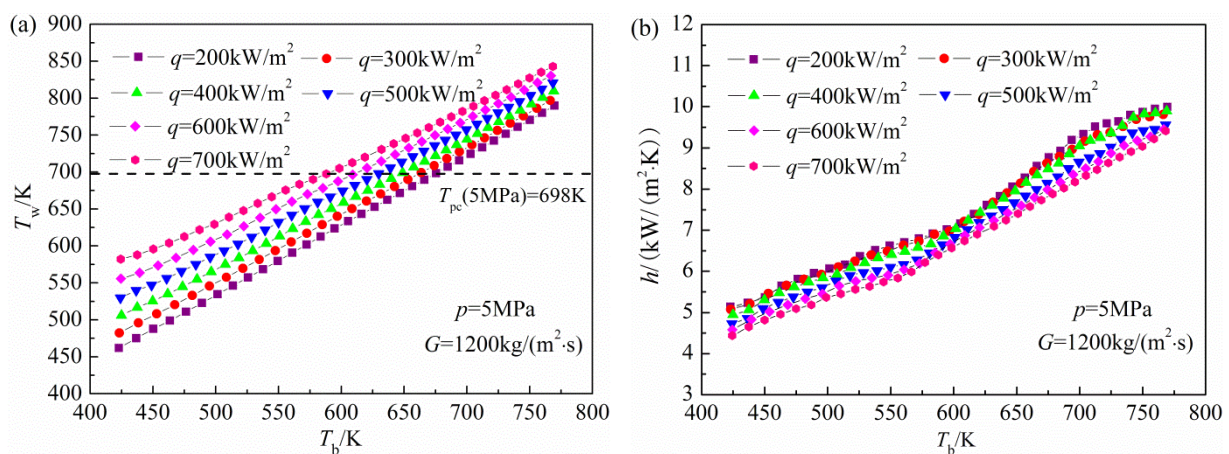 (a)
900
850
800
750
700
650
600
550
500
450
400
T_w/K
q=200kW/m² q=300kW/m²
q=400kW/m² q=500kW/m²
q=600kW/m²
q=700kW/m²
T_pc(5MPa)=698K
p=5MPa
G=1200kg/(m²·s)
400 450 500 550 600 650 700 750 800
T_b/K
(b)
12
11
10
9
8
7
6
5
4
3
h/(kW/(m²·K)
q=200kW/m² q=300kW/m²
q=400kW/m² q=500kW/m²
q=600kW/m²
q=700kW/m²
p=5MPa
G=1200kg/(m²·s)
400 450 500 550 600 650 700 750 800
T_b/K